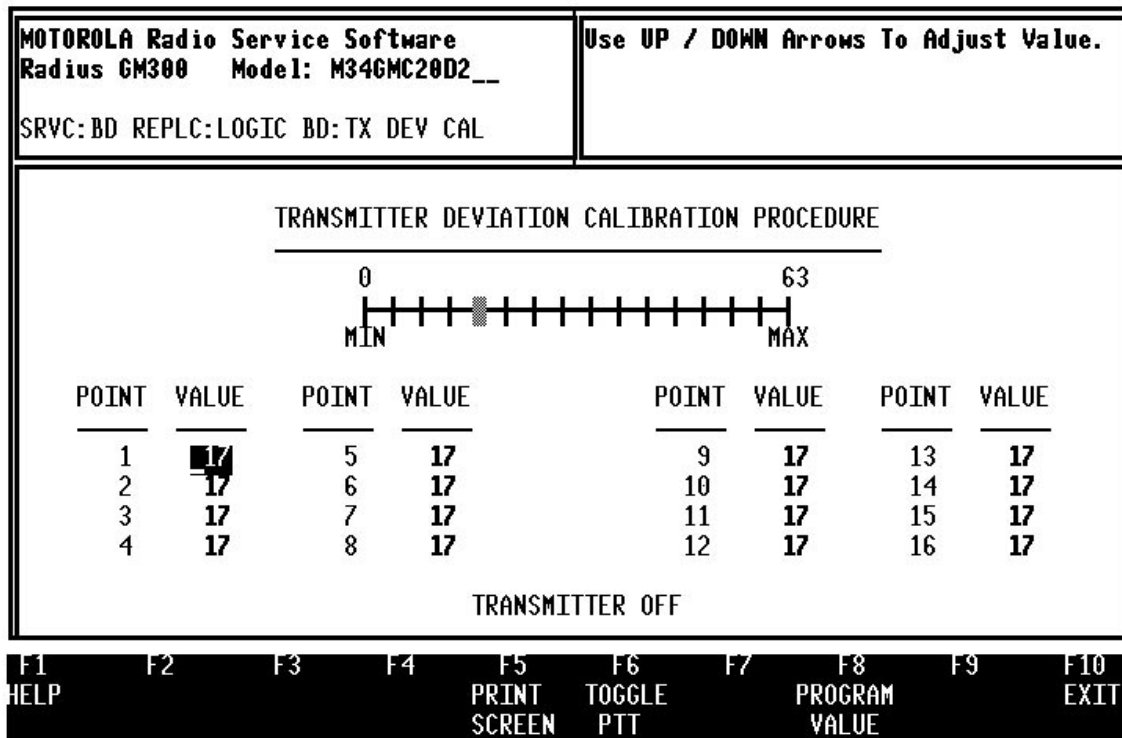 MOTOROLA Radio Service Software
Radius GM300 Model: M34GMC20D2__
SRVC:BD REPLC:LOGIC BD:TX DEV CAL
Use UP / DOWN Arrows To Adjust Value.
TRANSMITTER DEVIATION CALIBRATION PROCEDURE
0 63
MIN MAX
POINT VALUE POINT VALUE POINT VALUE POINT VALUE
1 17 5 17 9 17 13 17
2 17 6 17 10 17 14 17
3 17 7 17 11 17 15 17
4 17 8 17 12 17 16 17
TRANSMITTER OFF
F1 F2 F3 F4 F5 F6 F7 F8 F9 F10
HELP PRINT TOGGLE PROGRAM EXIT
SCREEN PTT VALUE